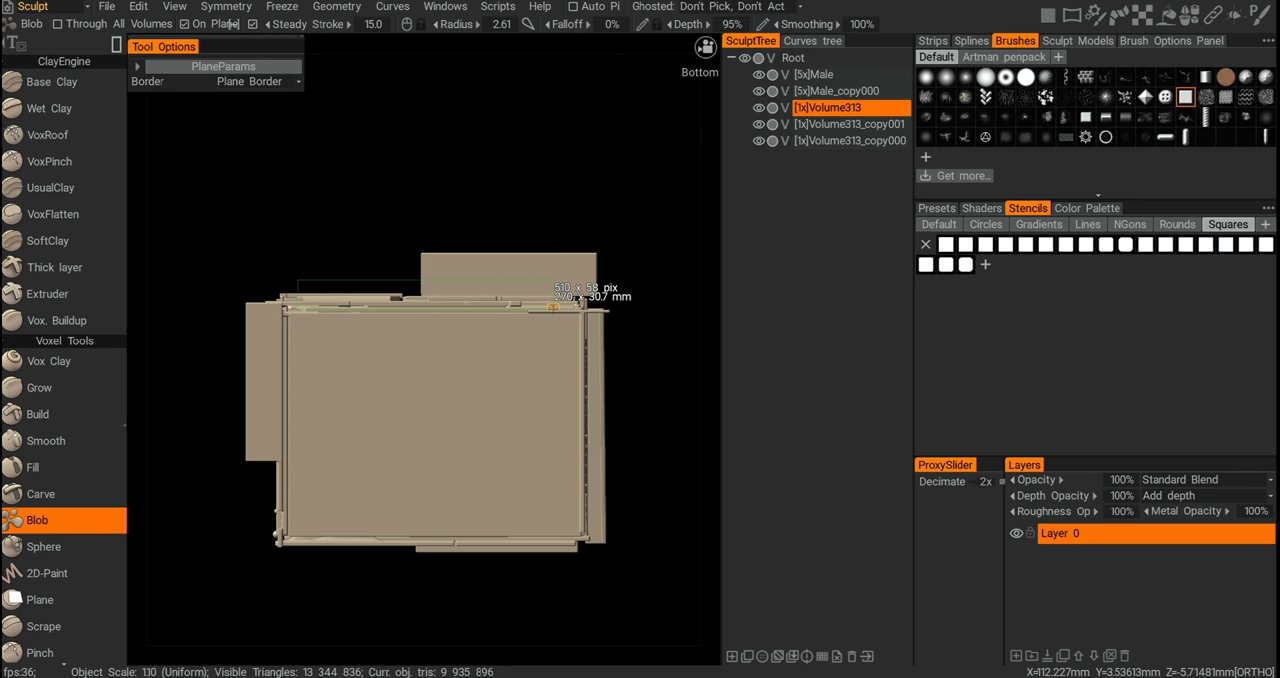 Sculpt File Edit View Symmetry Freeze Geometry Curves Windows Scripts Help Auto Pi Ghosted: Don't Pick, Don't Act
Blob Through All Volumes On Plane Steady Stroke 15.0 Radius 2.61 Falloff 0% Depth 95% Smoothing 100%
Tool Options
PlaneParams
Border Plane Border
ClayEngine
Base Clay
Wet Clay
VoxRoof
VoxPinch
UsualClay
VoxFlatten
SoftClay
Thick layer
Extruder
Vox. Buildup
Voxel Tools
Vox Clay
Grow
Build
Smooth
Fill
Carve
Blob
Sphere
2D-Paint
Plane
Scrape
Pinch
Bottom
510 x 58 pix
270 x 30.7 mm
SculptTree Curves tree
Root
[5x]Male
[5x]Male_copy000
[1x]Volume313
[1x]Volume313_copy001
[1x]Volume313_copy000
Strips Splines Brushes Sculpt Models Brush Options Panel
Default Artman penpack
Get more...
Presets Shaders Stencils Color Palette
Default Circles Gradients Lines NGons Rounds Squares
ProxySlider
Decimate 2x
Layers
Opacity 100% Standard Blend
Depth Opacity 100% Add depth
Roughness Op 100% Metal Opacity 100%
Layer 0
fps:36; Object Scale: 1.10 (Uniform); Visible Triangles: 13 344 836; Curr. obj. tris: 9 935 896 X=112.227mm Y=3.53613mm Z=-5.71481mm [ORTHO]